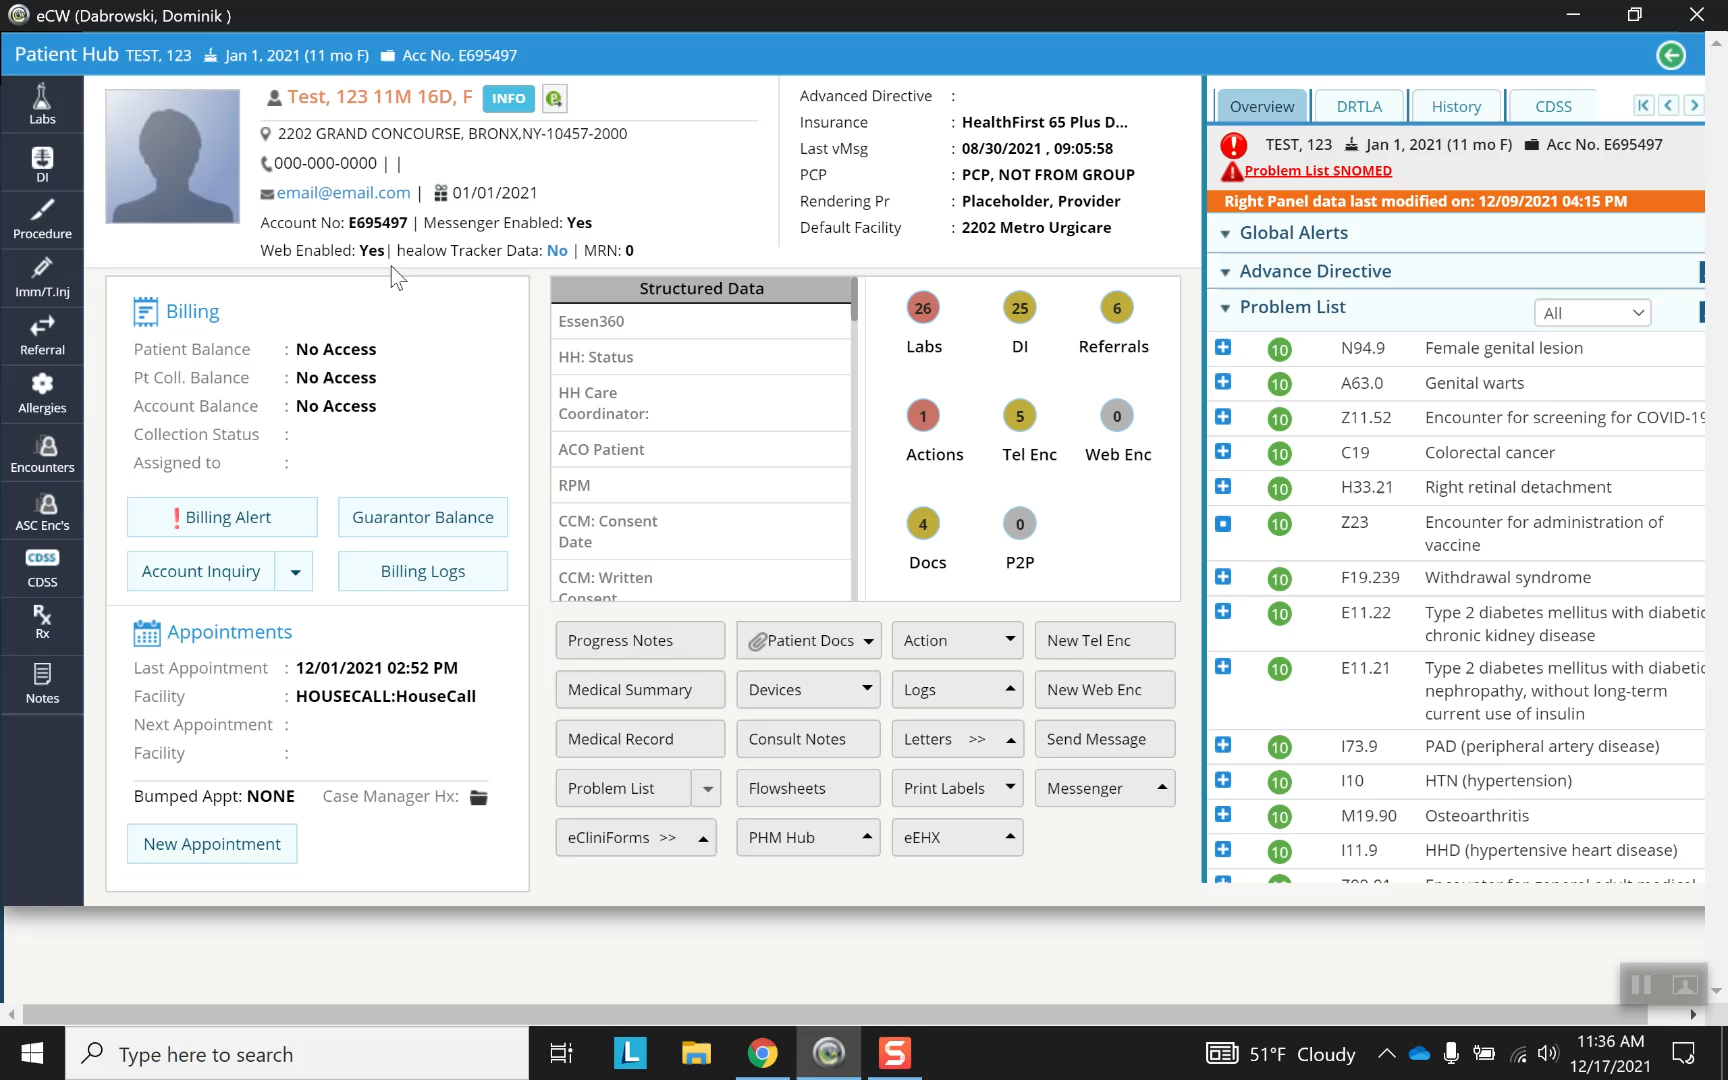 eCW (Dabrowski, Dominik )
Patient Hub TEST, 123 Jan 1, 2021 (11 mo F) Acc No. E695497
Labs
DI
Procedure
Imm/T.Inj
Referral
Allergies
Encounters
ASC Enc's
CDSS
CDSS
Rx
Rx
Notes
Test, 123 11M 16D, F INFO
2202 GRAND CONCOURSE, BRONX,NY-10457-2000
000-000-0000 | |
email@email.com | 01/01/2021
Account No: E695497 | Messenger Enabled: Yes
Web Enabled: Yes| healow Tracker Data: No | MRN: 0
Advanced Directive :
Insurance : HealthFirst 65 Plus D...
Last vMsg : 08/30/2021 , 09:05:58
PCP : PCP, NOT FROM GROUP
Rendering Pr : Placeholder, Provider
Default Facility : 2202 Metro Urgicare
Billing
Patient Balance : No Access
Pt Coll. Balance : No Access
Account Balance : No Access
Collection Status :
Assigned to :
Billing Alert Guarantor Balance
Account Inquiry Billing Logs
Appointments
Last Appointment : 12/01/2021 02:52 PM
Facility : HOUSECALL:HouseCall
Next Appointment :
Facility :
Bumped Appt: NONE Case Manager Hx:
New Appointment
Structured Data
Essen360
HH: Status
HH Care
Coordinator:
ACO Patient
RPM
CCM: Consent
Date
CCM: Written
Consent
26 25 6
Labs DI Referrals
1 5 0
Actions Tel Enc Web Enc
4 0
Docs P2P
Progress Notes Patient Docs Action New Tel Enc
Medical Summary Devices Logs New Web Enc
Medical Record Consult Notes Letters >> Send Message
Problem List Flowsheets Print Labels Messenger
eCliniForms >> PHM Hub eEHX
Overview DRTLA History CDSS
TEST, 123 Jan 1, 2021 (11 mo F) Acc No. E695497
Problem List SNOMED
Right Panel data last modified on: 12/09/2021 04:15 PM
Global Alerts
Advance Directive
Problem List All
10 N94.9 Female genital lesion
10 A63.0 Genital warts
10 Z11.52 Encounter for screening for COVID-19
10 C19 Colorectal cancer
10 H33.21 Right retinal detachment
10 Z23 Encounter for administration of
vaccine
10 F19.239 Withdrawal syndrome
10 E11.22 Type 2 diabetes mellitus with diabetic
chronic kidney disease
10 E11.21 Type 2 diabetes mellitus with diabetic
nephropathy, without long-term
current use of insulin
10 I73.9 PAD (peripheral artery disease)
10 I10 HTN (hypertension)
10 M19.90 Osteoarthritis
10 I11.9 HHD (hypertensive heart disease)
Type here to search
L
S
51°F Cloudy
11:36 AM
12/17/2021